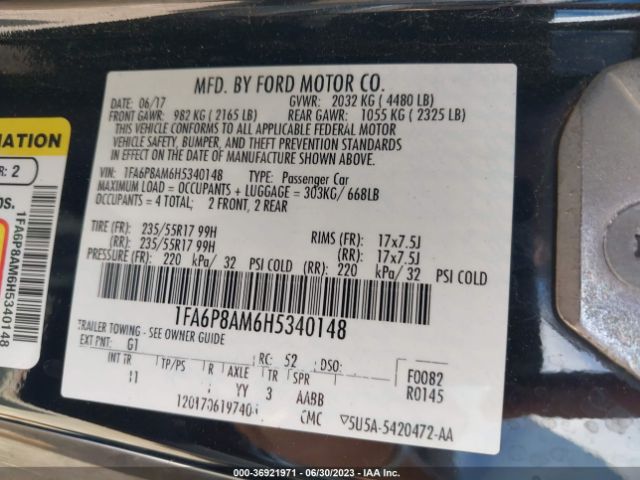 MFD. BY FORD MOTOR CO.
DATE: 06/17 GVWR: 2032 KG ( 4480 LB)
FRONT GAWR: 982 KG ( 2165 LB) REAR GAWR: 1055 KG ( 2325 LB)
THIS VEHICLE CONFORMS TO ALL APPLICABLE FEDERAL MOTOR
VEHICLE SAFETY, BUMPER, AND THEFT PREVENTION STANDARDS
IN EFFECT ON THE DATE OF MANUFACTURE SHOWN ABOVE.
VIN: 1FA6P8AM6H5340148 TYPE: Passenger Car
MAXIMUM LOAD = OCCUPANTS + LUGGAGE = 303KG/ 668LB
OCCUPANTS = 4 TOTAL; 2 FRONT, 2 REAR
TIRE (FR): 235/55R17 99H RIMS (FR): 17x7.5J
(RR): 235/55R17 99H (RR): 17x7.5J
PRESSURE (FR): 220 kPa/ 32 PSI COLD (RR): 220 kPa/ 32 PSI COLD
1FA6P8AM6H5340148
TRAILER TOWING - SEE OWNER GUIDE
EXT PNT: G1 RC: 52 DSO: F0082
INT TR TP/PS R AXLE TR SPR R0145
11 YY 3 AABB
CMC 5U5A-5420472-AA
MATION
R: 2
os.
1FA6P8AM6H5340148
IAA 000-36921971 - 06/30/2023 - IAA Inc.